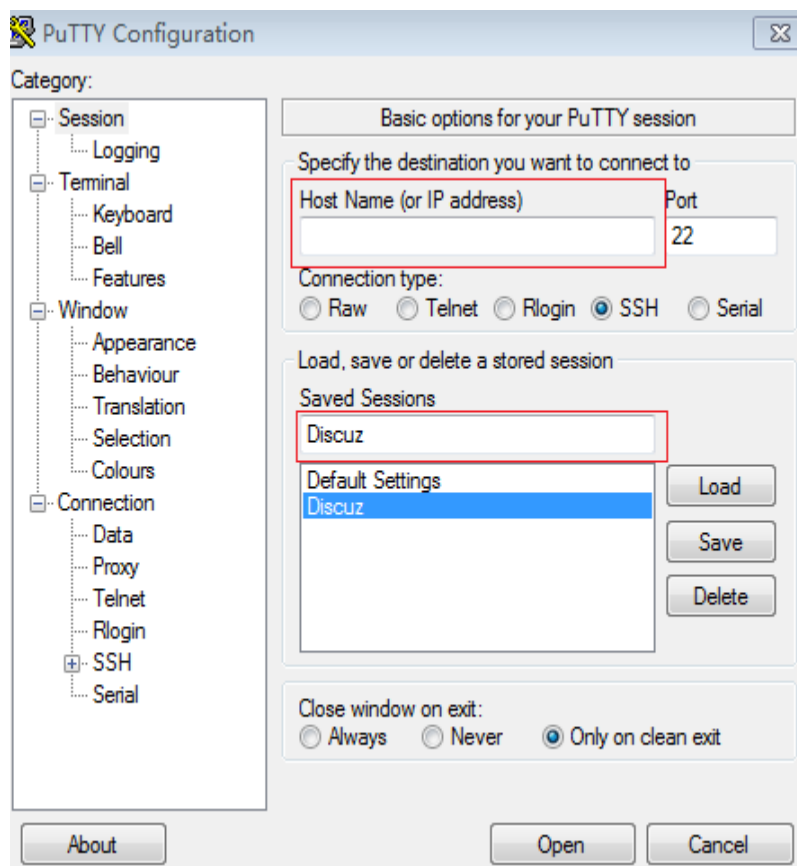 PuTTY Configuration
Category:
Session
Logging
Terminal
Keyboard
Bell
Features
Window
Appearance
Behaviour
Translation
Selection
Colours
Connection
Data
Proxy
Telnet
Rlogin
SSH
Serial
Basic options for your PuTTY session
Specify the destination you want to connect to
Host Name (or IP address) Port
22
Connection type:
Raw Telnet Rlogin SSH Serial
Load, save or delete a stored session
Saved Sessions
Discuz
Default Settings
Discuz
Load
Save
Delete
Close window on exit:
Always Never Only on clean exit
About Open Cancel